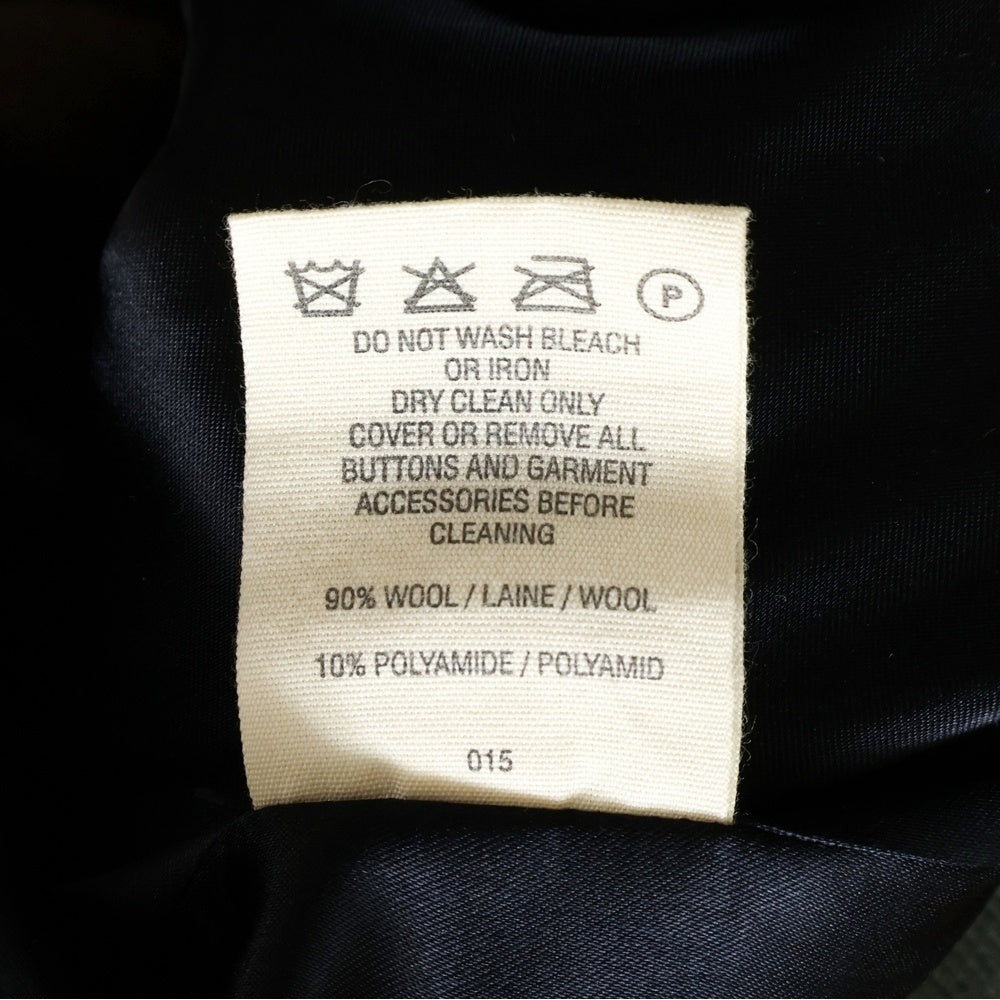 P
DO NOT WASH BLEACH
OR IRON
DRY CLEAN ONLY
COVER OR REMOVE ALL
BUTTONS AND GARMENT
ACCESSORIES BEFORE
CLEANING
90% WOOL / LAINE / WOOL
10% POLYAMIDE / POLYAMID
015